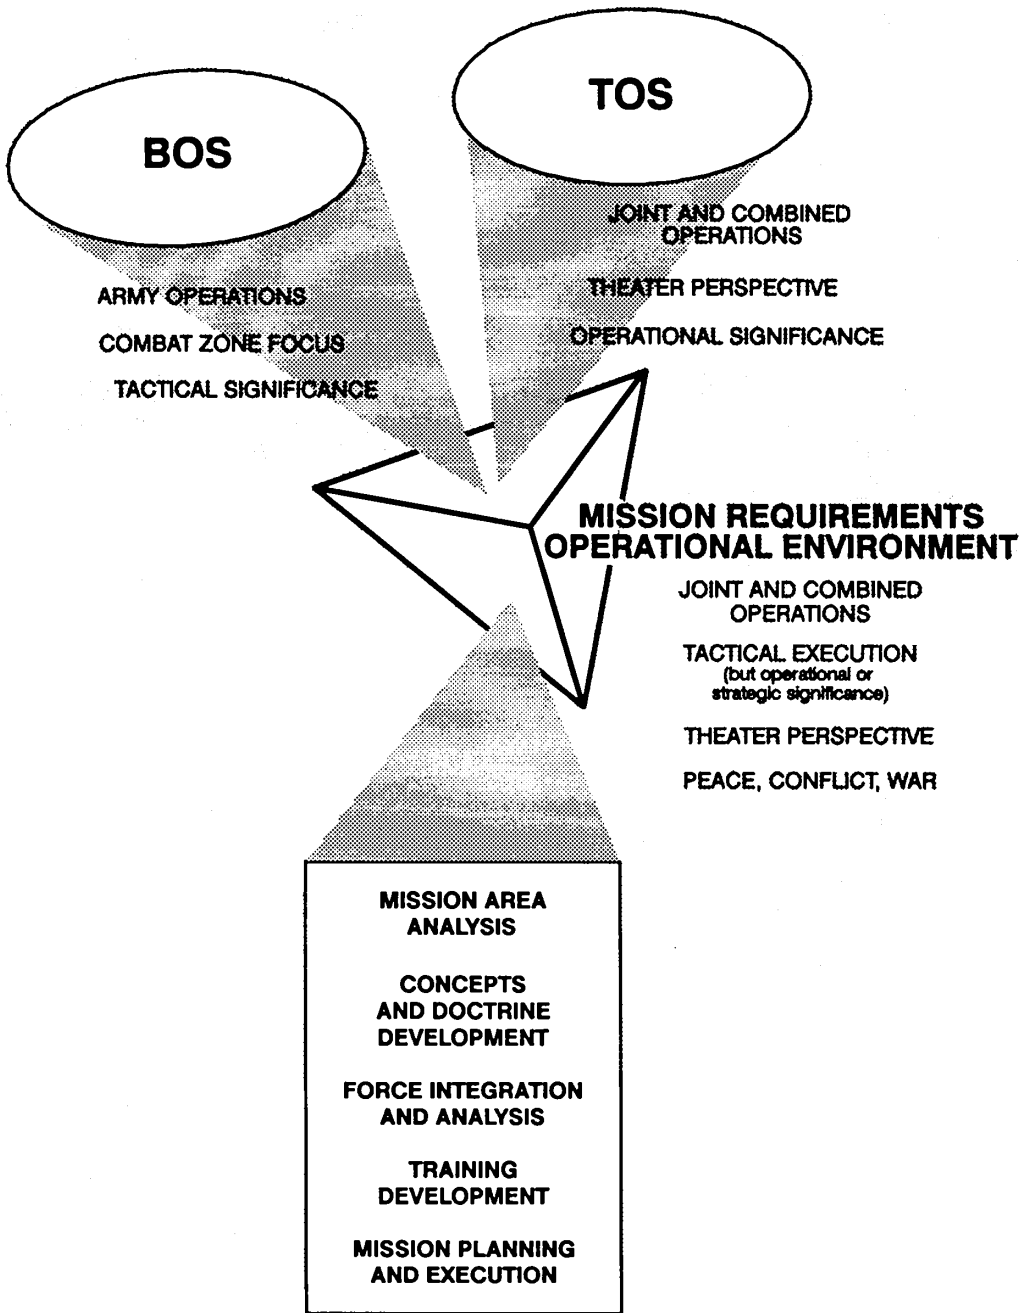 BOS
TOS
ARMY OPERATIONS
COMBAT ZONE FOCUS
TACTICAL SIGNIFICANCE
JOINT AND COMBINED
OPERATIONS
THEATER PERSPECTIVE
OPERATIONAL SIGNIFICANCE
MISSION REQUIREMENTS
OPERATIONAL ENVIRONMENT
JOINT AND COMBINED
OPERATIONS
TACTICAL EXECUTION
(but operational or
strategic significance)
THEATER PERSPECTIVE
PEACE, CONFLICT, WAR
MISSION AREA
ANALYSIS
CONCEPTS
AND DOCTRINE
DEVELOPMENT
FORCE INTEGRATION
AND ANALYSIS
TRAINING
DEVELOPMENT
MISSION PLANNING
AND EXECUTION